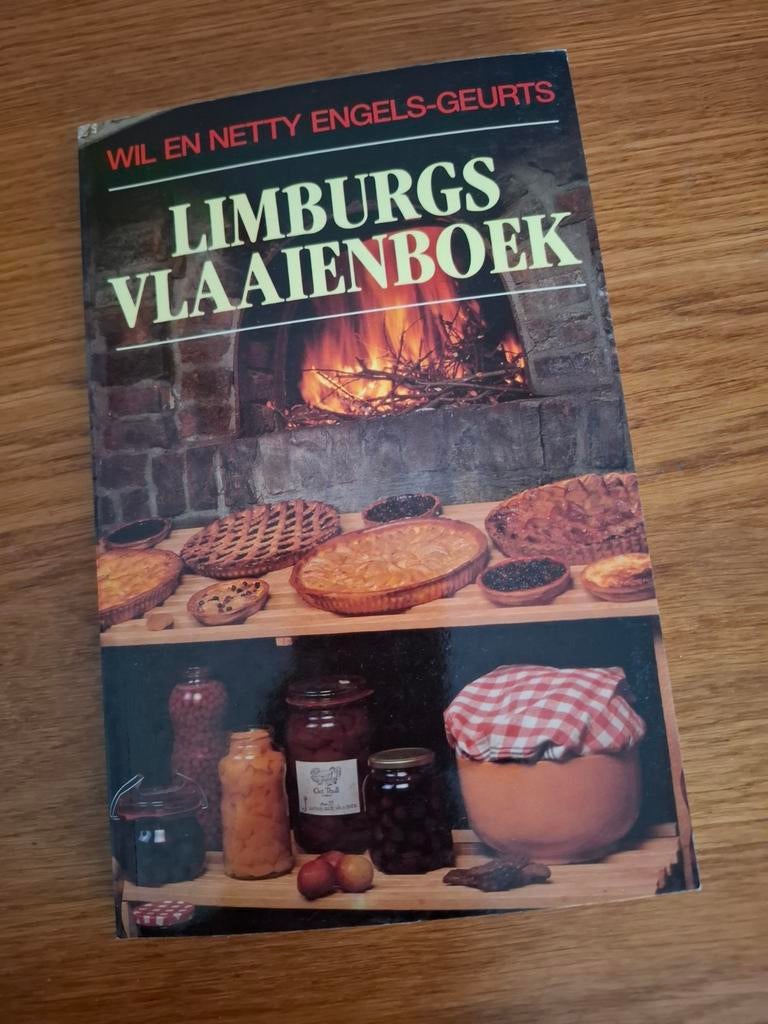 WIL EN NETTY ENGELS-GEURTS
LIMBURGS
VLAAIENBOEK